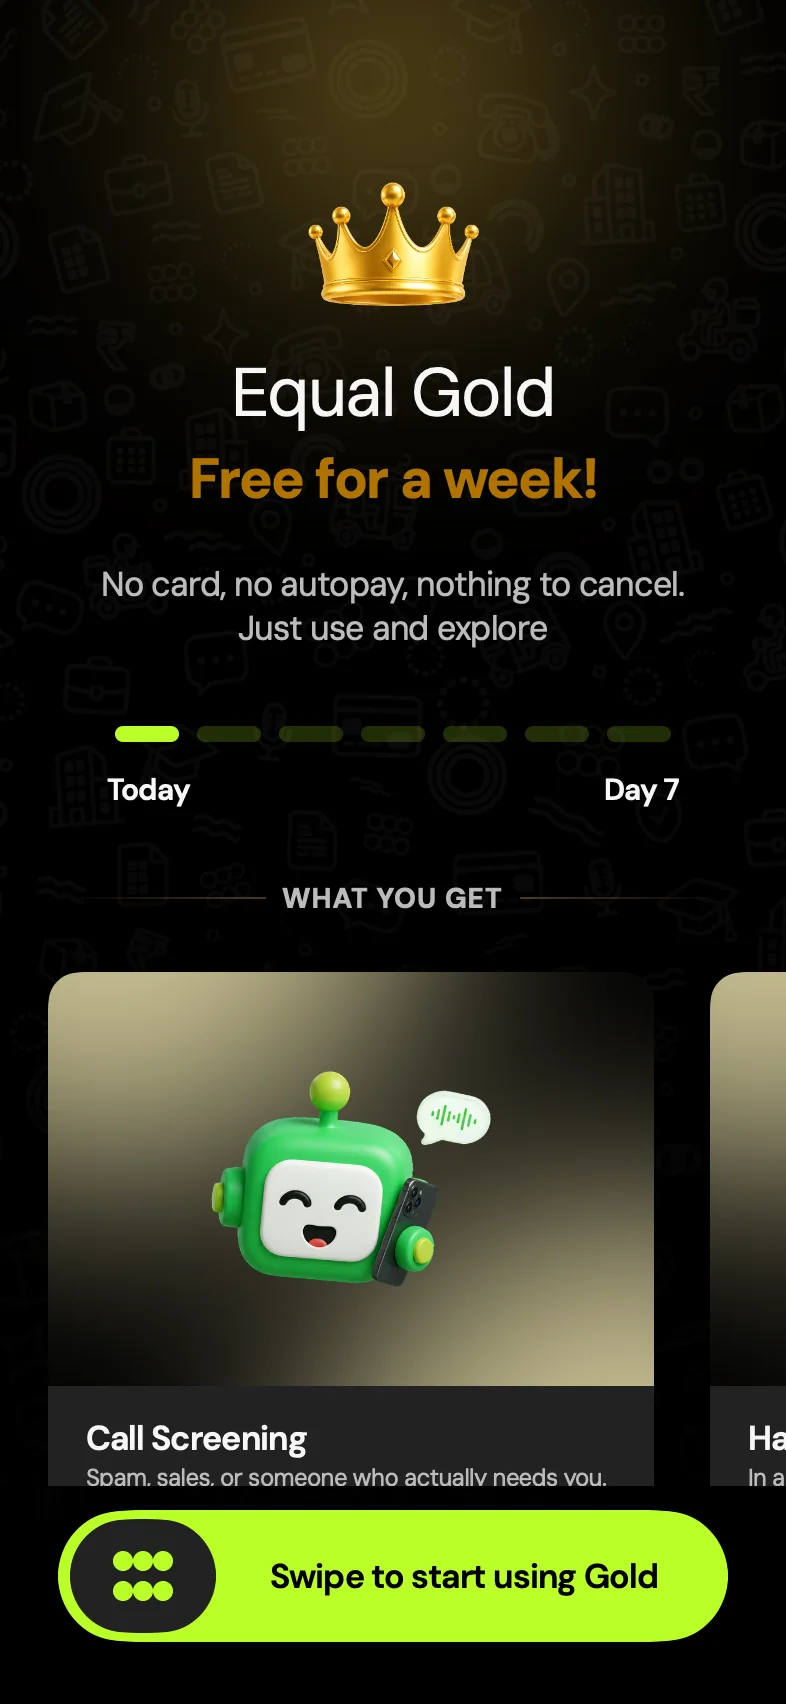 Equal Gold
Free for a week!
No card, no autopay, nothing to cancel.
Just use and explore
Today
Day 7
WHAT YOU GET
Call Screening
Spam, sales, or someone who actually needs you.
In a
Swipe to start using Gold